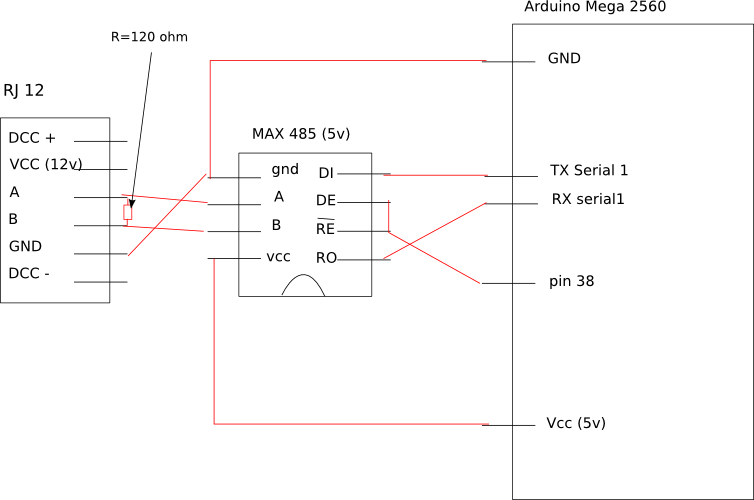 Arduino Mega 2560
R=120 ohm
GND
RJ 12
MAX 485 (5v)
DCC +
VCC (12v)
A
B
GND
DCC -
gnd
A
B
vcc
DI
DE
RE
RO
TX Serial 1
RX serial1
pin 38
Vcc (5v)